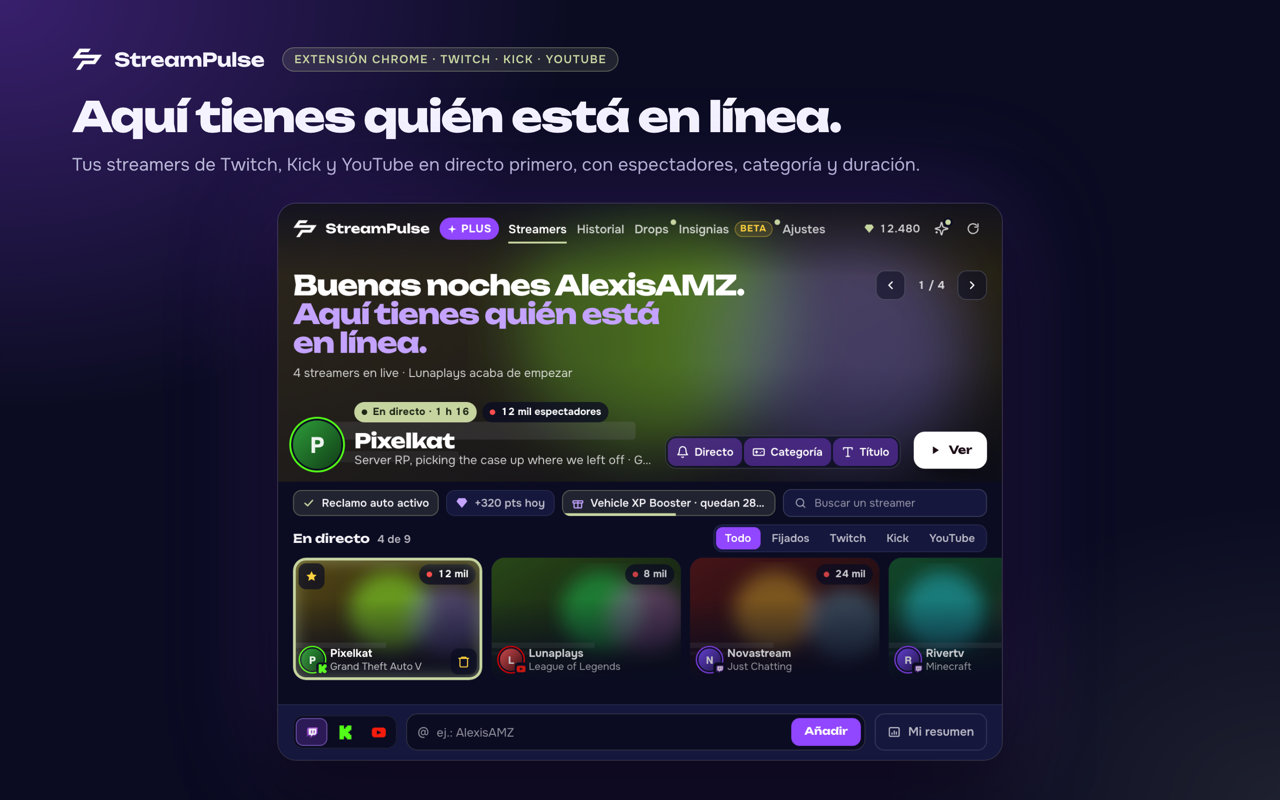 StreamPulse
EXTENSIÓN CHROME · TWITCH · KICK · YOUTUBE
Aquí tienes quién está en línea.
Tus streamers de Twitch, Kick y YouTube en directo primero, con espectadores, categoría y duración.
StreamPulse
+ PLUS
Streamers
Historial
Drops
Insignias
BETA
Ajustes
12.480
Buenas noches AlexisAMZ.
Aquí tienes quién está
en línea.
1 / 4
4 streamers en live · Lunaplays acaba de empezar
En directo · 1 h 16
12 mil espectadores
P
Pixelkat
Server RP, picking the case up where we left off · G...
Directo
Categoría
Título
Ver
Reclamo auto activo
+320 pts hoy
Vehicle XP Booster · quedan 28...
Buscar un streamer
En directo 4 de 9
Todo
Fijados
Twitch
Kick
YouTube
12 mil
8 mil
24 mil
P
Pixelkat
Grand Theft Auto V
L
Lunaplays
League of Legends
N
Novastream
Just Chatting
R
Rivertv
Minecraft
@ ej.: AlexisAMZ
Añadir
Mi resumen